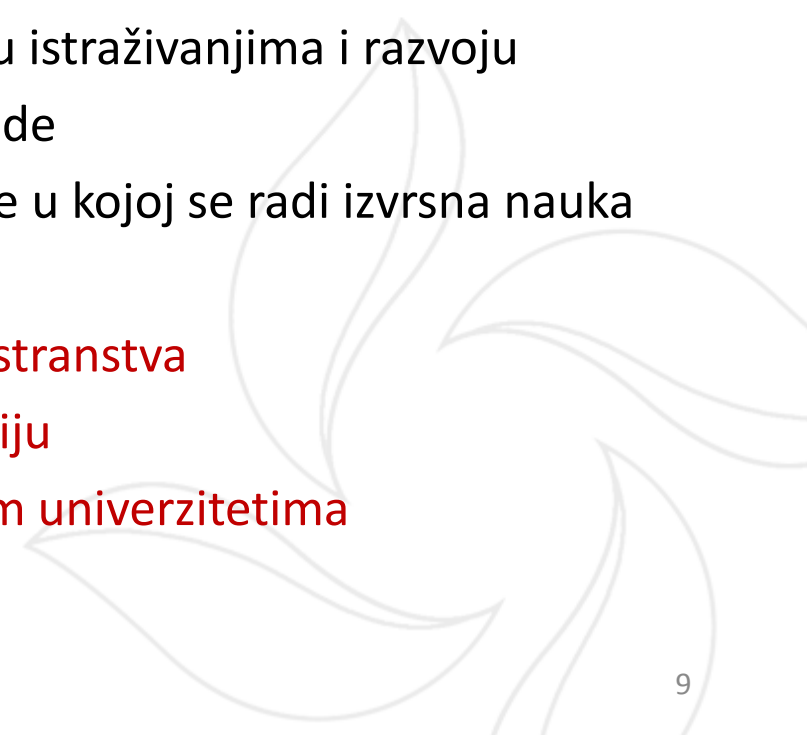 u istraživanjima i razvoju
de
e u kojoj se radi izvrsna nauka
stranstva
iju
m univerzitetima
9